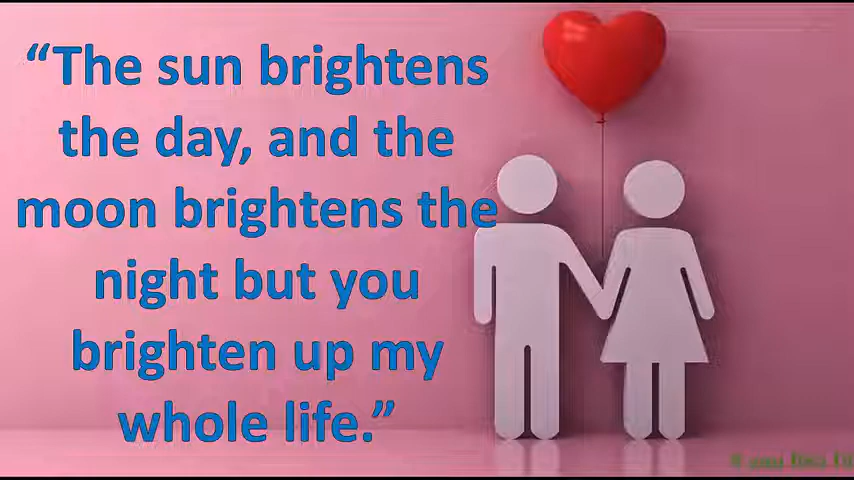 “The sun brightens
the day, and the
moon brightens the
night but you
brighten up my
whole life.”